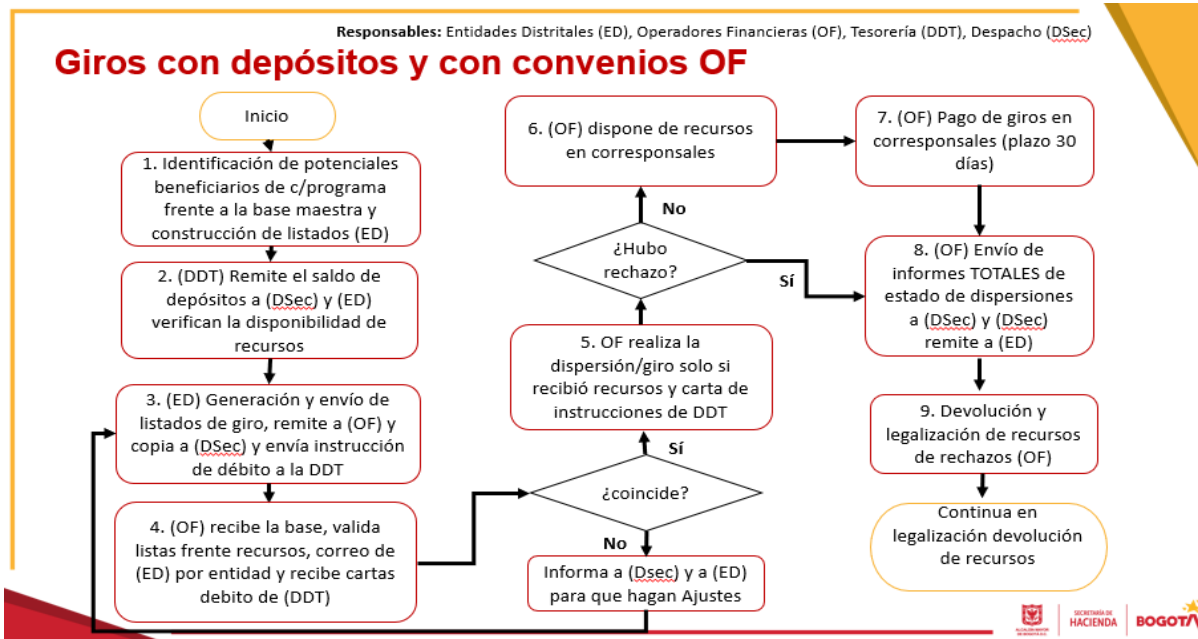 Responsables: Entidades Distritales (ED), Operadores Financieras (OF), Tesorería (DDT), Despacho (DSec)
Giros con depósitos y con convenios OF
Inicio
1. Identificación de potenciales
beneficiarios de c/programa
frente a la base maestra y
construcción de listados (ED)
2. (DDT) Remite el saldo de
depósitos a (DSec) y (ED)
verifican la disponibilidad de
recursos
3. (ED) Generación y envío de
listados de giro, remite a (OF) y
copia a (DSec) y envía instrucción
de débito a la DDT
4. (OF) recibe la base, valida
listas frente recursos, correo de
(ED) por entidad y recibe cartas
debito de (DDT)
¿coincide?
No
Informa a (Dsec) y a (ED)
para que hagan Ajustes
Sí
5. OF realiza la
dispersión/giro solo si
recibió recursos y carta de
instrucciones de DDT
¿Hubo
rechazo?
Sí
No
6. (OF) dispone de recursos
en corresponsales
7. (OF) Pago de giros en
corresponsales (plazo 30
días)
8. (OF) Envío de
informes TOTALES de
estado de dispersiones
a (DSec) y (DSec)
remite a (ED)
9. Devolución y
legalización de recursos
de rechazos (OF)
Continua en
legalización devolución
de recursos
SECRETARÍA DE
HACIENDA
BOGOTÁ